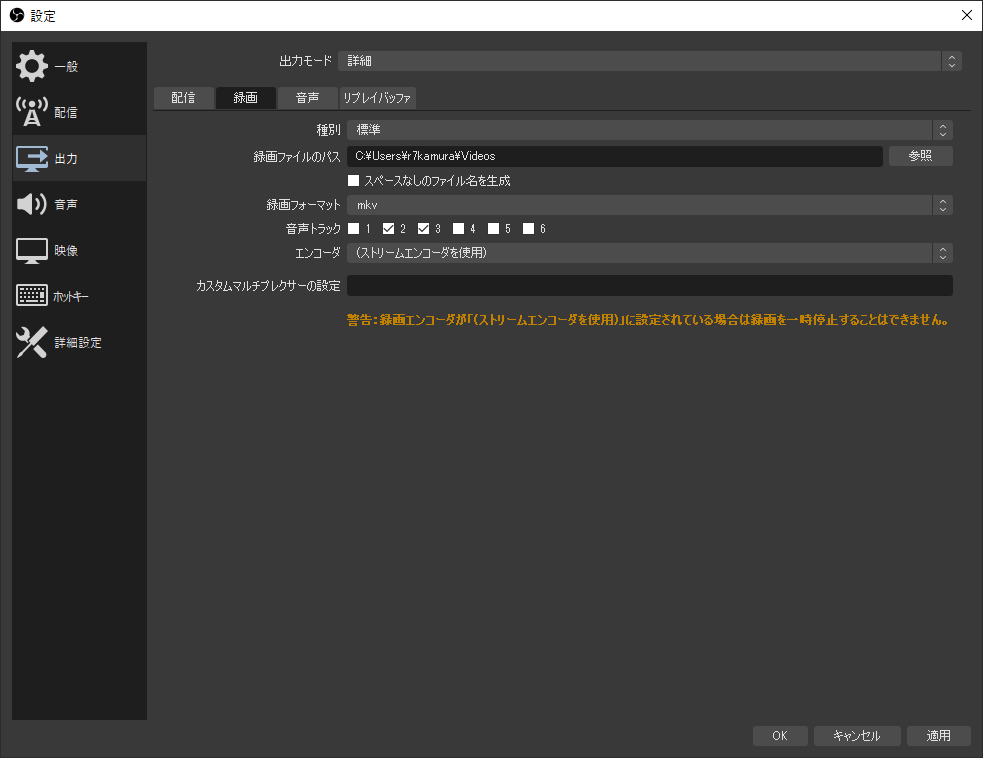 設定
一般
配信
出力
音声
映像
ホットキー
詳細設定
出力モード 詳細
配信 録画 音声 リプレイバッファ
種別 標準
録画ファイルのパス C:¥Users¥r7kamura¥Videos 参照
スペースなしのファイル名を生成
録画フォーマット mkv
音声トラック 1 2 3 4 5 6
エンコーダ (ストリームエンコーダを使用)
カスタムマルチプレクサーの設定
警告: 録画エンコーダが「(ストリームエンコーダを使用)」に設定されている場合は録画を一時停止することはできません。
OK キャンセル 適用